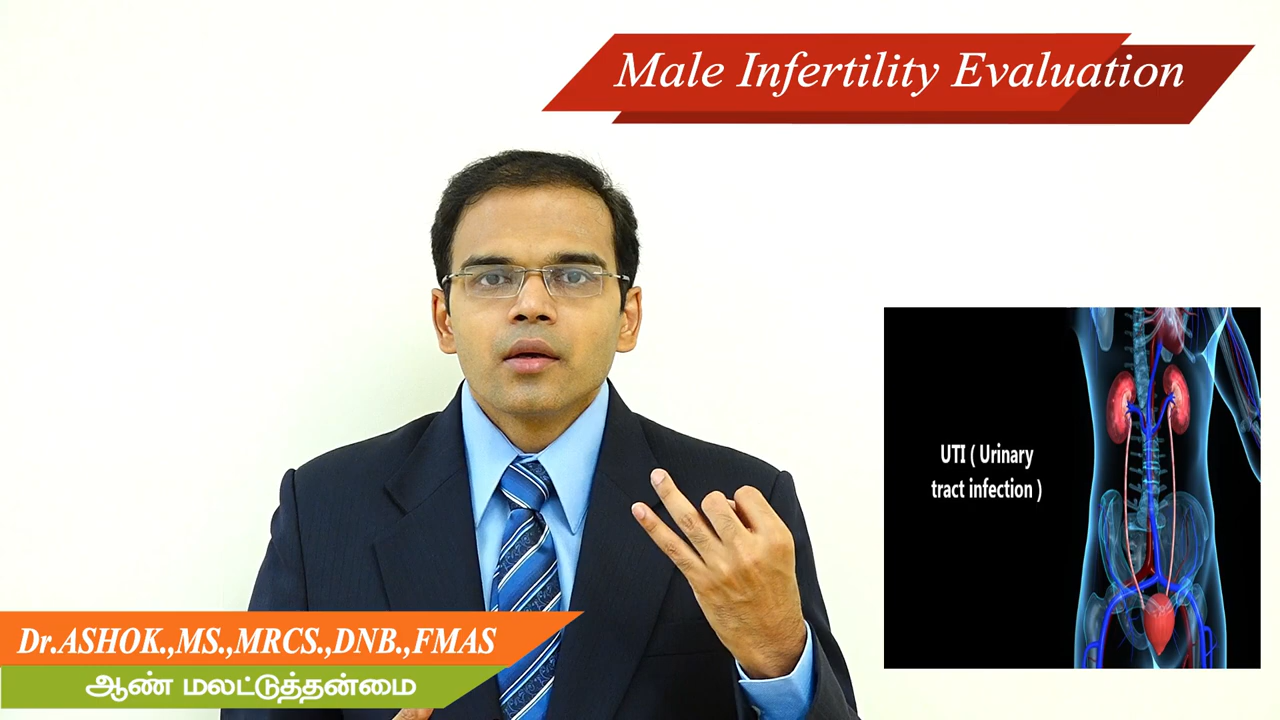 Male Infertility Evaluation
UTI ( Urinary
tract infection )
Dr.ASHOK.,MS.,MRCS.,DNB.,FMAS
ஆண் மலட்டுத்தன்மை